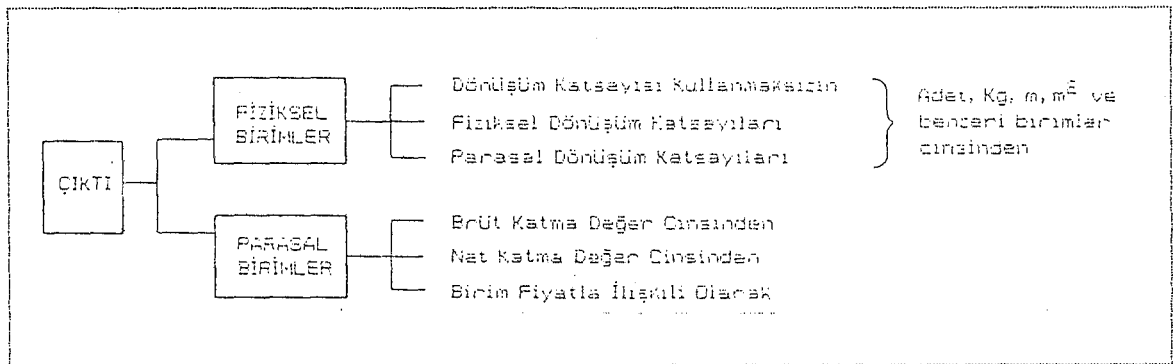 ÇIKTI
FİZİKSEL
BİRİMLER
Dönüşüm Katsayısı Kullanmaksızın
Fiziksel Dönüşüm Katsayıları
Parasal Dönüşüm Katsayıları
Adet, Kg, m, m² ve
benzeri birimler
cinsinden
PARASAL
BİRİMLER
Brüt Katma Değer Cinsinden
Net Katma Değer Cinsinden
Birim Fiyatla İlişkili Olarak